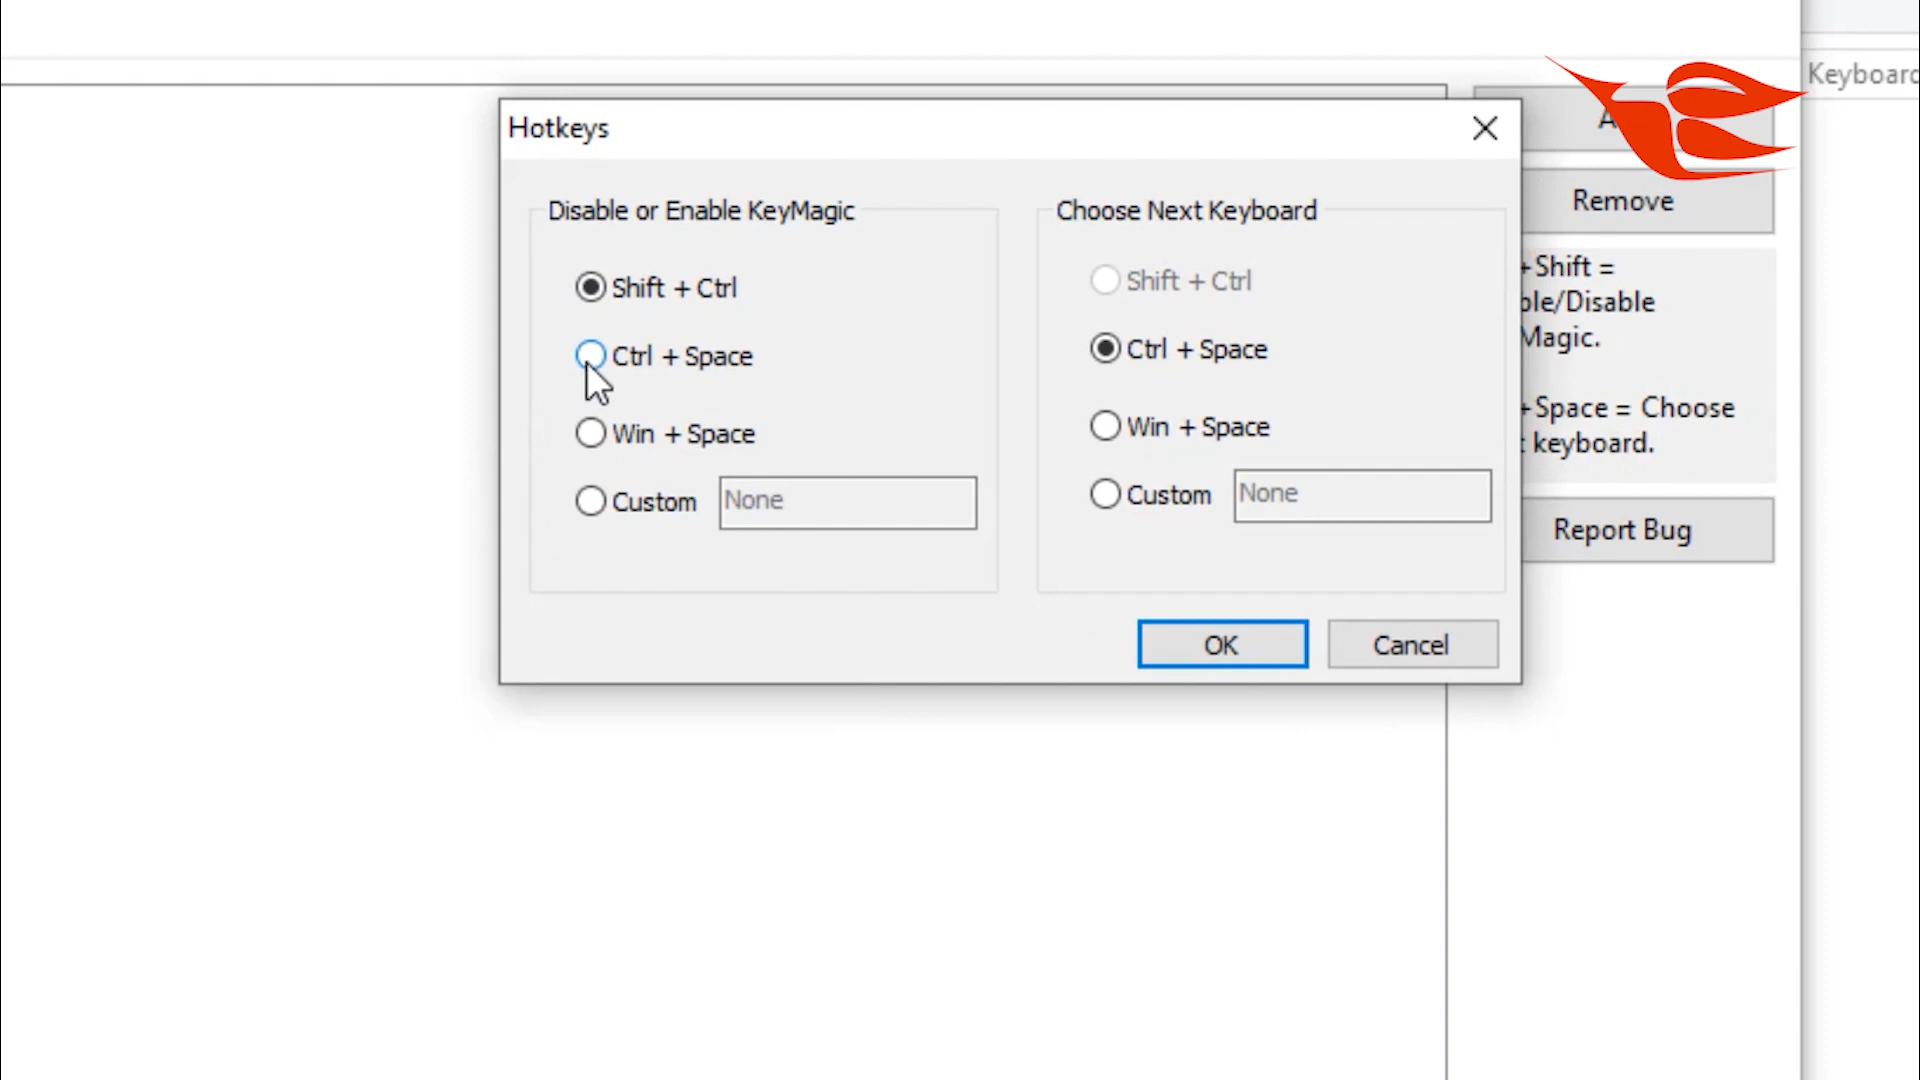 Keyboard
Hotkeys
Remove
Disable or Enable KeyMagic
Choose Next Keyboard
Shift + Ctrl
Ctrl + Space
Win + Space
Custom
None
Shift + Ctrl
Ctrl + Space
Win + Space
Custom
None
+Shift =
ble/Disable
Magic.
+Space = Choose
t keyboard.
Report Bug
OK
Cancel